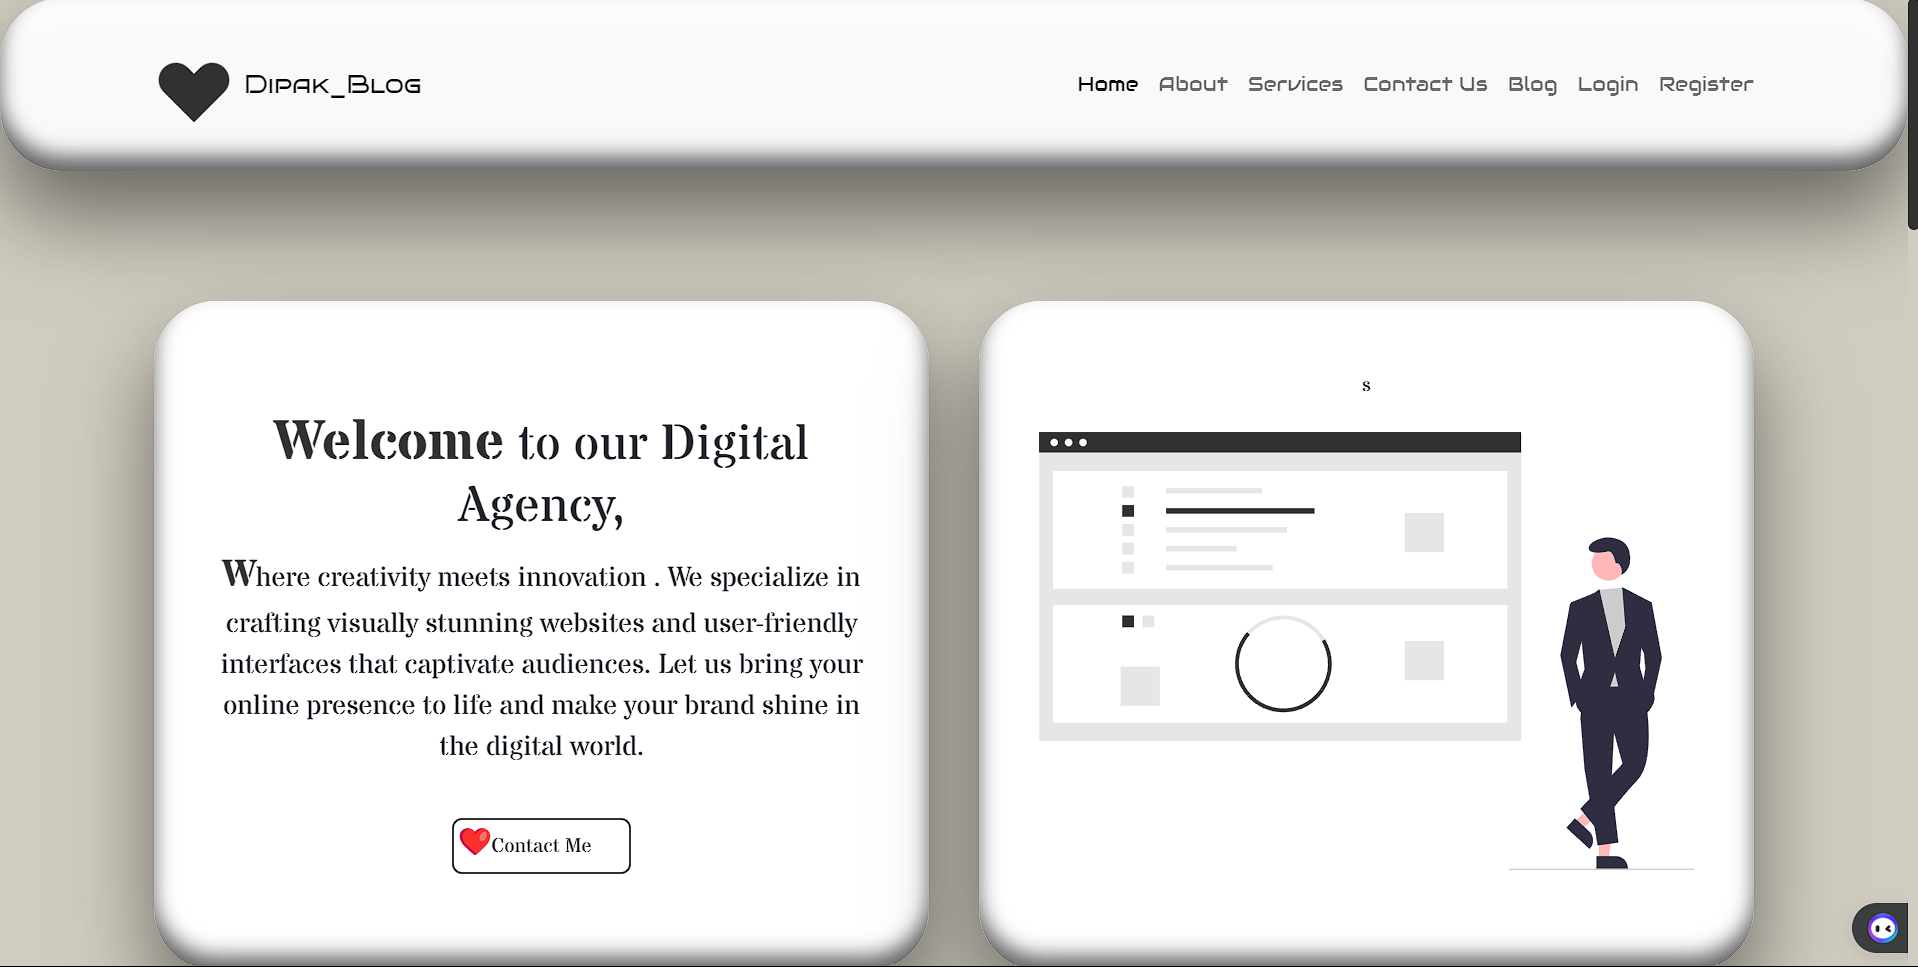 Dipak_Blog
Home About Services Contact Us Blog Login Register
Welcome to our Digital
Agency,
Where creativity meets innovation . We specialize in
crafting visually stunning websites and user-friendly
interfaces that captivate audiences. Let us bring your
online presence to life and make your brand shine in
the digital world.
Contact Me
s